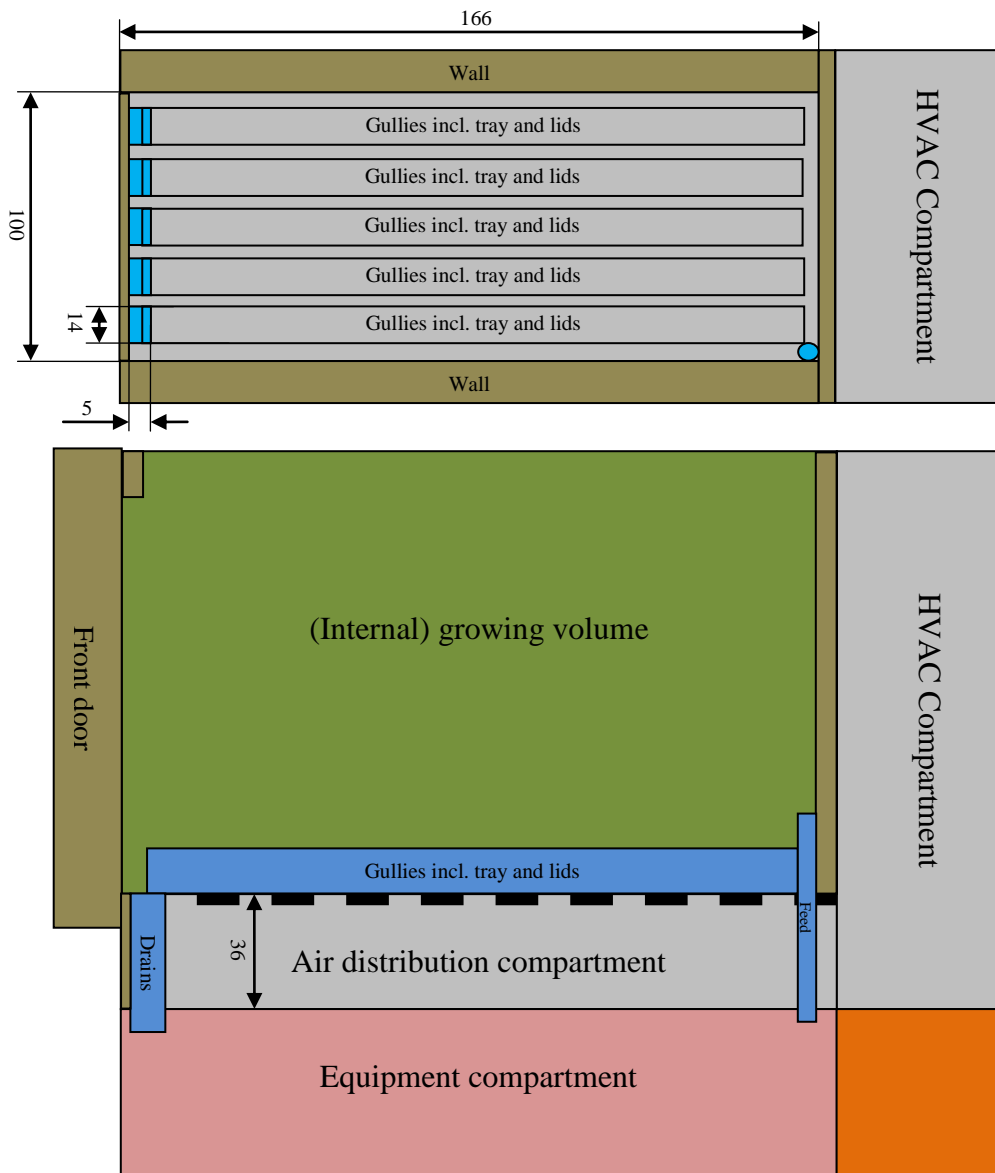 166
Wall
Gullies incl. tray and lids
Gullies incl. tray and lids
Gullies incl. tray and lids
Gullies incl. tray and lids
Gullies incl. tray and lids
100
14
Wall
5
HVAC Compartment
Front door
(Internal) growing volume
HVAC Compartment
Gullies incl. tray and lids
Drains
36
Air distribution compartment
Feed
Equipment compartment